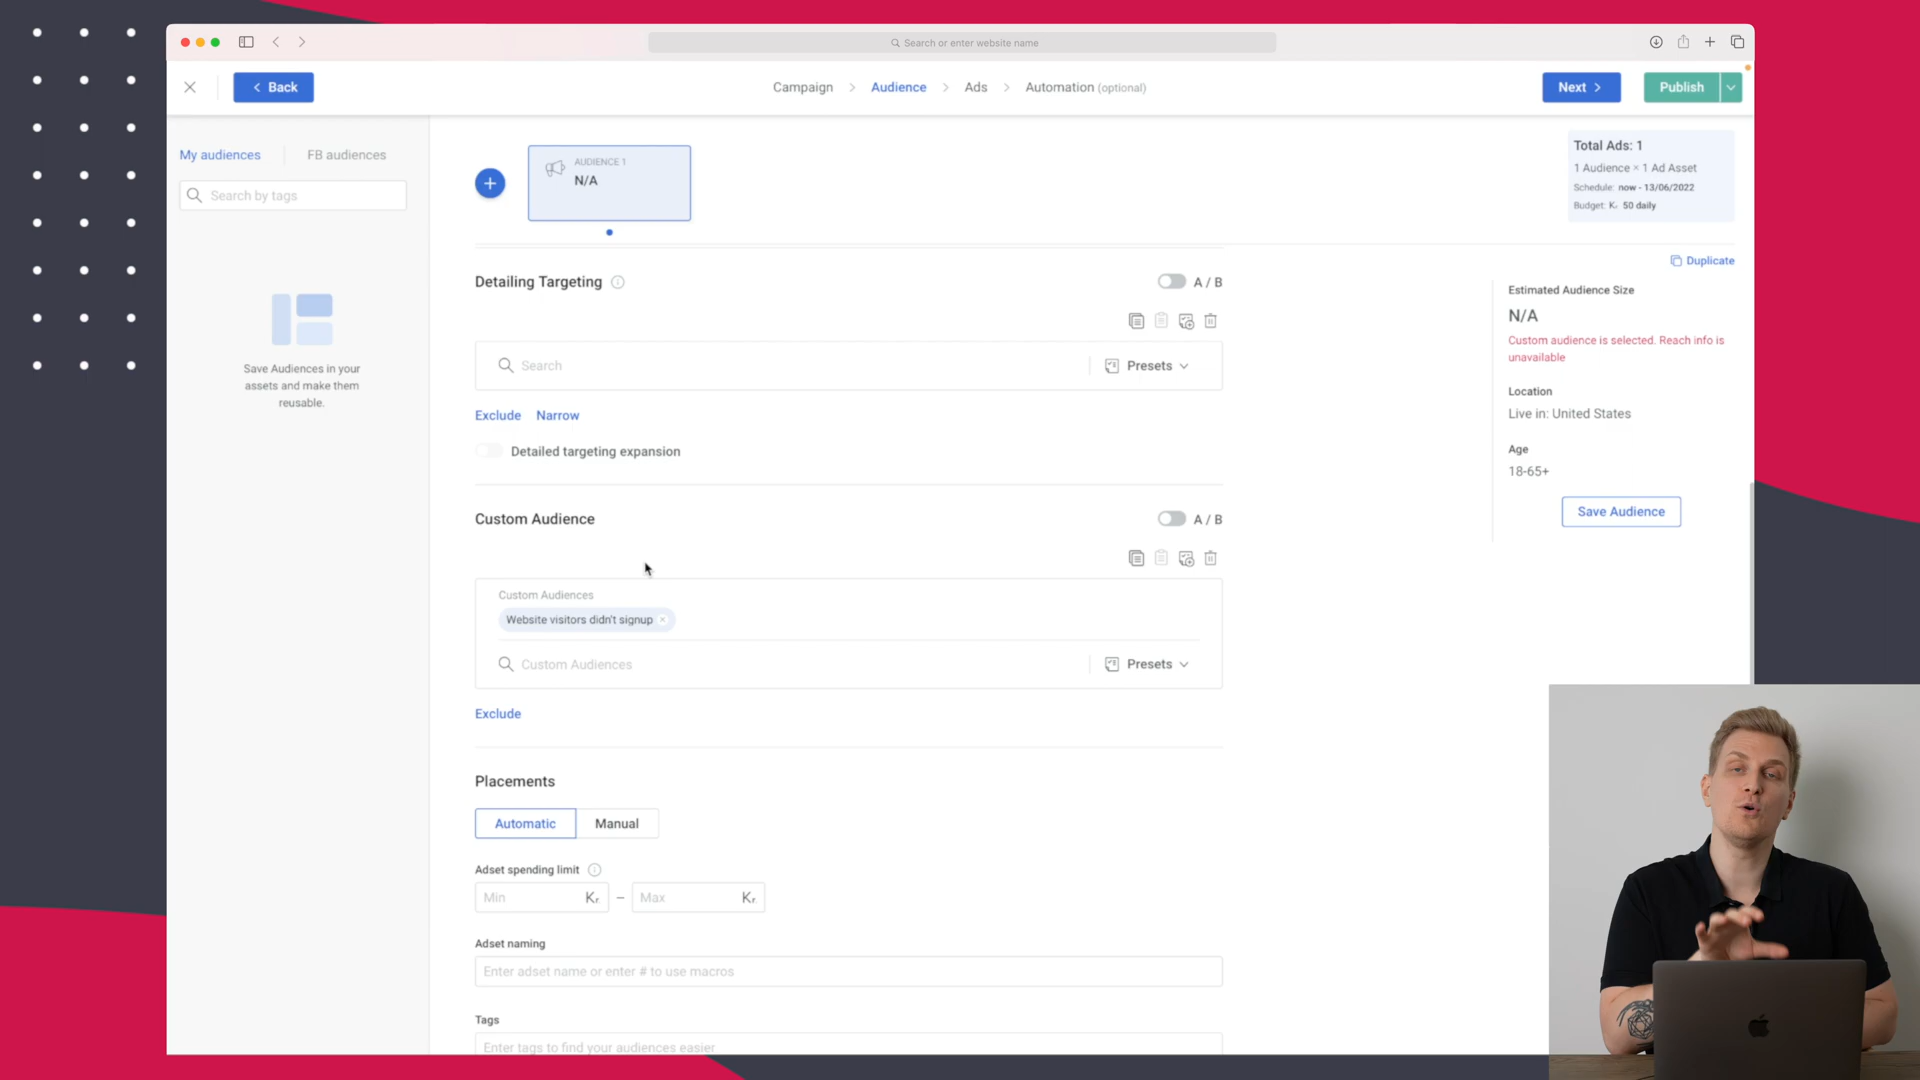 Search or enter website name
Back
Campaign > Audience > Ads > Automation (optional)
Next
Publish
My audiences
FB audiences
Search by tags
Save Audiences in your
assets and make them
reusable.
AUDIENCE 1
N/A
Total Ads: 1
1 Audience × 1 Ad Asset
Schedule: now - 13/06/2022
Budget: Kr. 50 daily
Duplicate
Detailing Targeting
A / B
Search
Presets
Exclude
Narrow
Detailed targeting expansion
Custom Audience
A / B
Custom Audiences
Website visitors didn't signup ×
Custom Audiences
Presets
Exclude
Placements
Automatic
Manual
Adset spending limit
Min Kr. – Max Kr.
Adset naming
Enter adset name or enter # to use macros
Tags
Enter tags to find your audiences easier
Estimated Audience Size
N/A
Custom audience is selected. Reach info is
unavailable
Location
Live in: United States
Age
18-65+
Save Audience